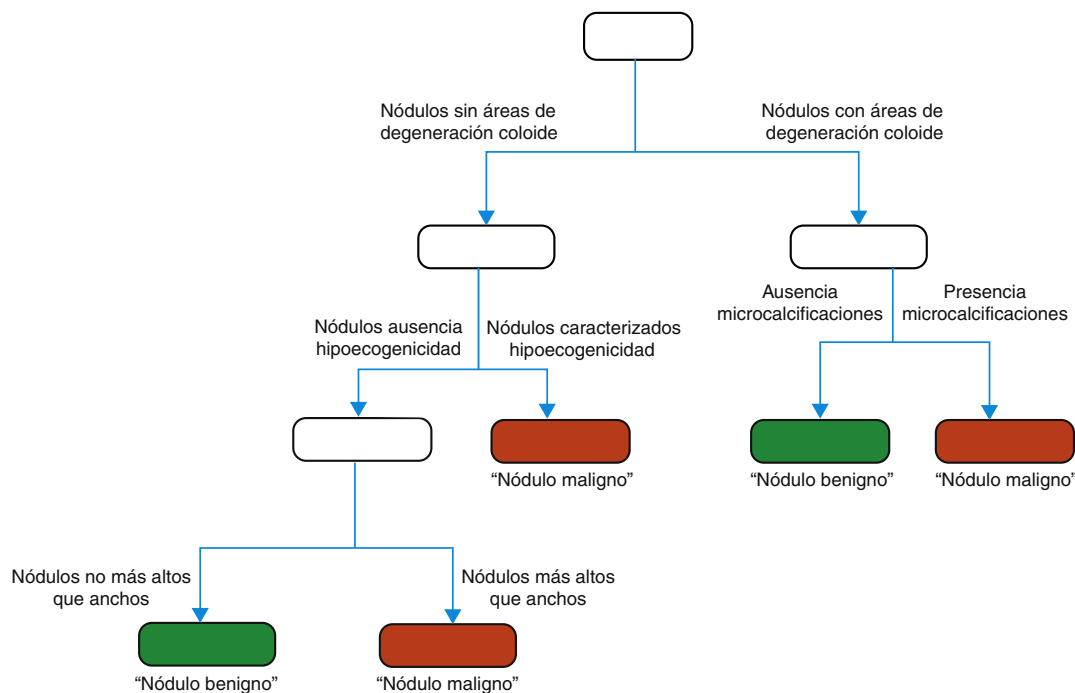 Nódulos sin áreas de
degeneración coloide
Nódulos con áreas de
degeneración coloide
Nódulos ausencia
hipoecogenicidad
Nódulos caracterizados
hipoecogenicidad
Ausencia
microcalcificaciones
Presencia
microcalcificaciones
“Nódulo maligno”
“Nódulo benigno”
“Nódulo maligno”
Nódulos no más altos
que anchos
Nódulos más altos
que anchos
“Nódulo benigno”
“Nódulo maligno”